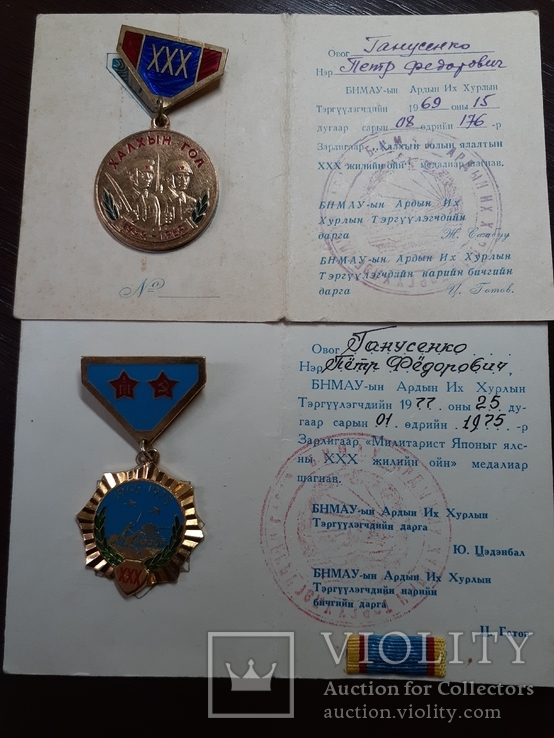 XXX
ХАЛХЫН ГОЛ
Овог Ганусенко
Нэр Петр Федорович
БНМАУ-ын Ардын Их Хурлын
Тэргүүлэгчдийн 1969 оны 15
дугаар сарын 08 өдрийн 176-р
Зарлигаар „Халхын голын ялалтын
XXX жилийн ойн" медалиар шагнав.
БНМАУ-ын Ардын Их
Хурлын Тэргүүлэгчдийн
дарга
БНМАУ-ын Ардын Их Хурлын
Тэргүүлэгчдийн нарийн бичгийн
дарга Ц. Готов.
№
Овог Ганусенко
Нэр Пётр Фёдорович
БНМАУ-ын Ардын Их Хурлын
Тэргүүлэгчдийн 1977 оны 25 ду-
гаар сарын 01 өдрийн 1975-р
Зарлигаар «Милитарист Японыг ялс-
ны XXX жилийн ойн» медалиар
шагнав.
БНМАУ-ын Ардын Их Хурлын
Тэргүүлэгчдийн дарга
Ю. Цэдэнбал
БНМАУ-ын Ардын Их Хурлын
Тэргүүлэгчдийн нарийн
бичгийн дарга
Ц. Готов
XXX
VIOLITY
Auction for Collectors
auction.violity.com